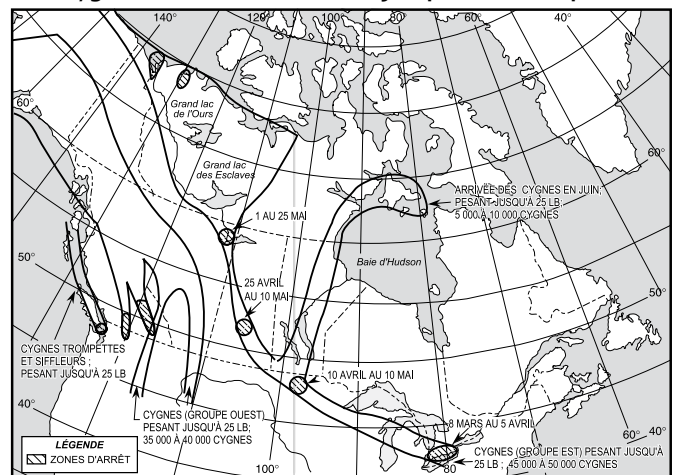 160°
140°
120°
100°
80°
60°
40°
60°
Grand lac
de l'Ours
Grand lac
des Esclaves
60°
ARRIVÉE DES CYGNES EN JUIN;
PESANT JUSQU'À 25 LB;
5 000 À 10 000 CYGNES
1 AU 25 MAI
50°
Baie d'Hudson
25 AVRIL
AU 10 MAI
50°
CYGNES TROMPETTES
ET SIFFLEURS ;
PESANT JUSQU'À 25 LB
10 AVRIL AU 10 MAI
40°
CYGNES (GROUPE OUEST)
PESANT JUSQU'À 25 LB;
35 000 À 40 000 CYGNES
8 MARS AU 5 AVRIL
40°
LÉGENDE
ZONES D'ARRÊT
100°
80
CYGNES (GROUPE EST) PESANT JUSQU'À
25 LB ; 45 000 À 50 000 CYGNES